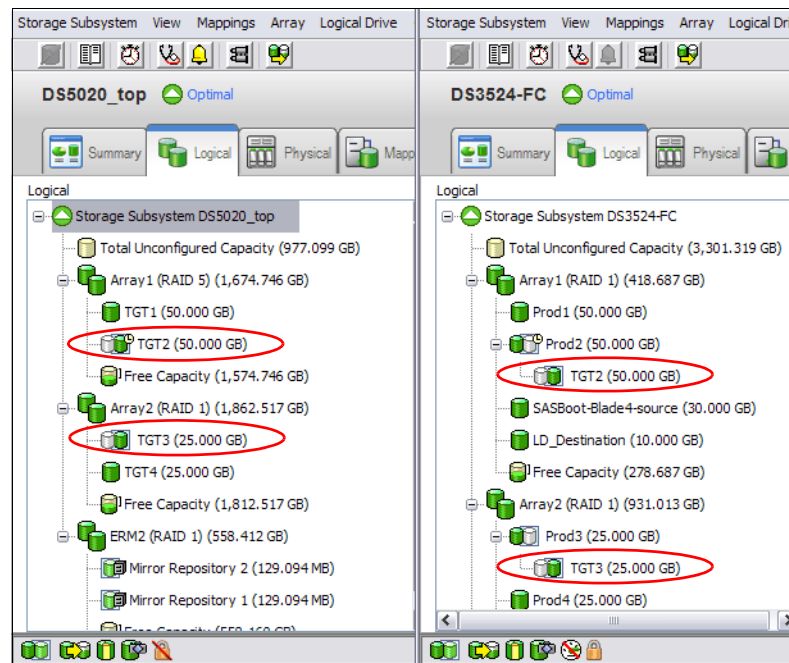 Storage Subsystem View Mappings Array Logical Drive
DS5020_top Optimal
Summary Logical Physical Mapp
Logical
Storage Subsystem DS5020_top
Total Unconfigured Capacity (977.099 GB)
Array1 (RAID 5) (1,674.746 GB)
TGT1 (50.000 GB)
TGT2 (50.000 GB)
Free Capacity (1,574.746 GB)
Array2 (RAID 1) (1,862.517 GB)
TGT3 (25.000 GB)
TGT4 (25.000 GB)
Free Capacity (1,812.517 GB)
ERM2 (RAID 1) (558.412 GB)
Mirror Repository 2 (129.094 MB)
Mirror Repository 1 (129.094 MB)
Storage Subsystem View Mappings Array Logical Dri
DS3524-FC Optimal
Summary Logical Physical
Logical
Storage Subsystem DS3524-FC
Total Unconfigured Capacity (3,301.319 GB)
Array1 (RAID 1) (418.687 GB)
Prod1 (50.000 GB)
Prod2 (50.000 GB)
TGT2 (50.000 GB)
SASBoot-Blade4-source (30.000 GB)
LD_Destination (10.000 GB)
Free Capacity (278.687 GB)
Array2 (RAID 1) (931.013 GB)
Prod3 (25.000 GB)
TGT3 (25.000 GB)
Prod4 (25.000 GB)